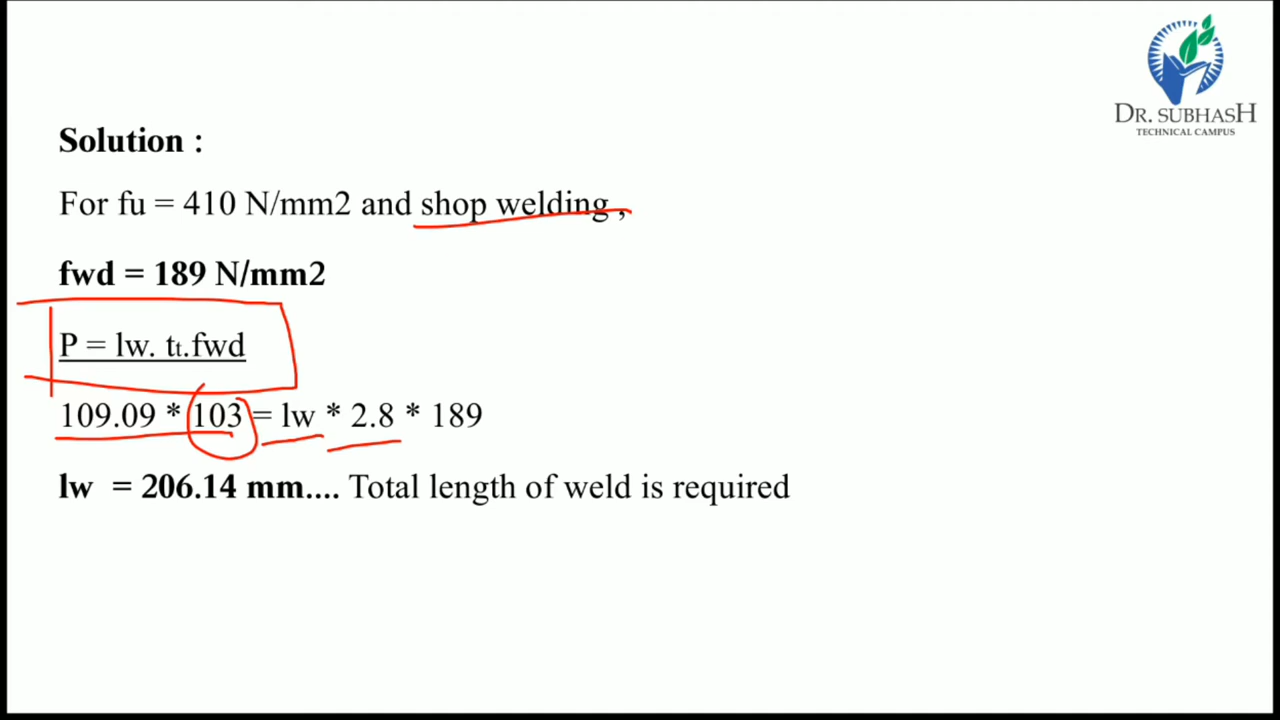 DR. SUBHASH
TECHNICAL CAMPUS
Solution :
For fu = 410 N/mm2 and shop welding ,
fwd = 189 N/mm2
P = lw. tt.fwd
109.09 * 103 = lw * 2.8 * 189
lw = 206.14 mm.... Total length of weld is required